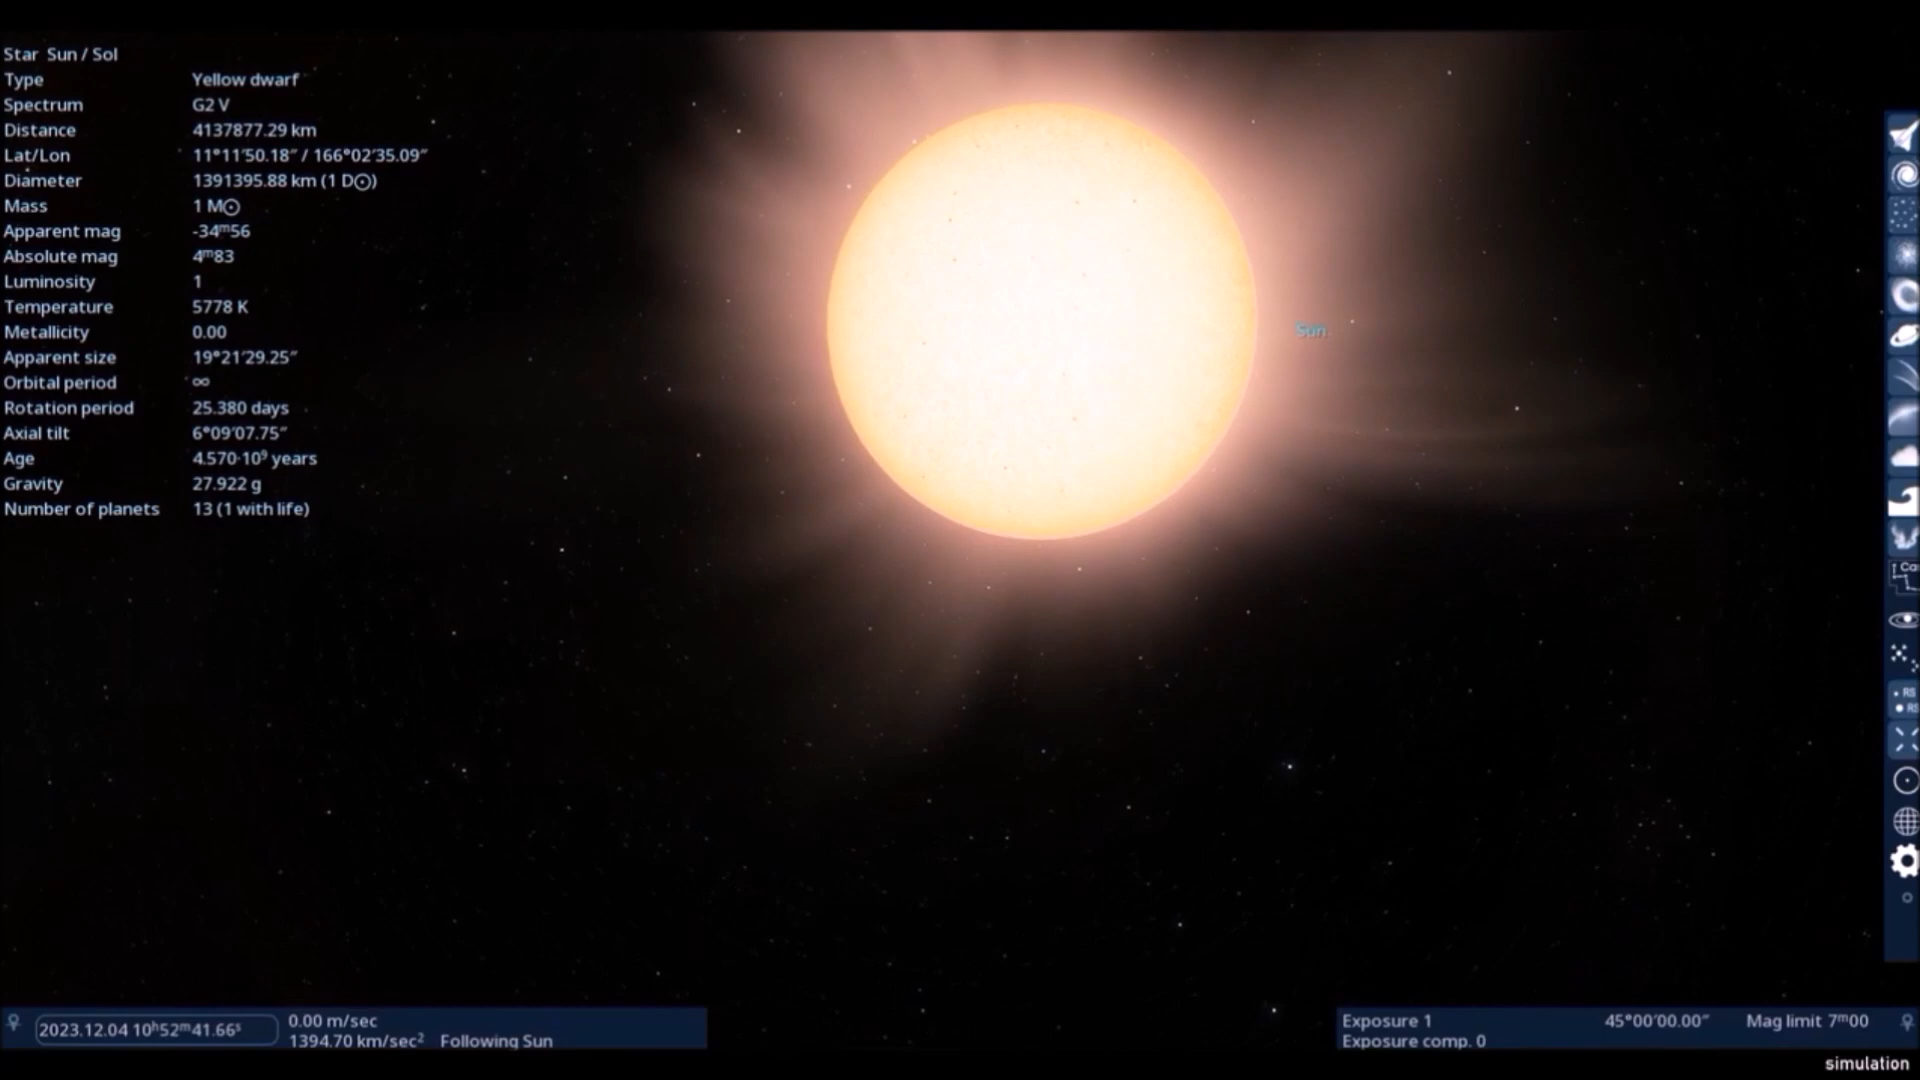 Star Sun / Sol
Type Yellow dwarf
Spectrum G2 V
Distance 4137877.29 km
Lat/Lon 11°11′50.18″ / 166°02′35.09″
Diameter 1391395.88 km (1 D☉)
Mass 1 M☉
Apparent mag -34ᵐ56
Absolute mag 4ᵐ83
Luminosity 1
Temperature 5778 K
Metallicity 0.00
Apparent size 19°21′29.25″
Orbital period ∞
Rotation period 25.380 days
Axial tilt 6°09′07.75″
Age 4.570·10⁹ years
Gravity 27.922 g
Number of planets 13 (1 with life)
Sun
Ca
RS
RS
2023.12.04 10ʰ52ᵐ41.66ˢ
0.00 m/sec
1394.70 km/sec² Following Sun
Exposure 1 45°00′00.00″ Mag limit 7ᵐ00
Exposure comp. 0
simulation